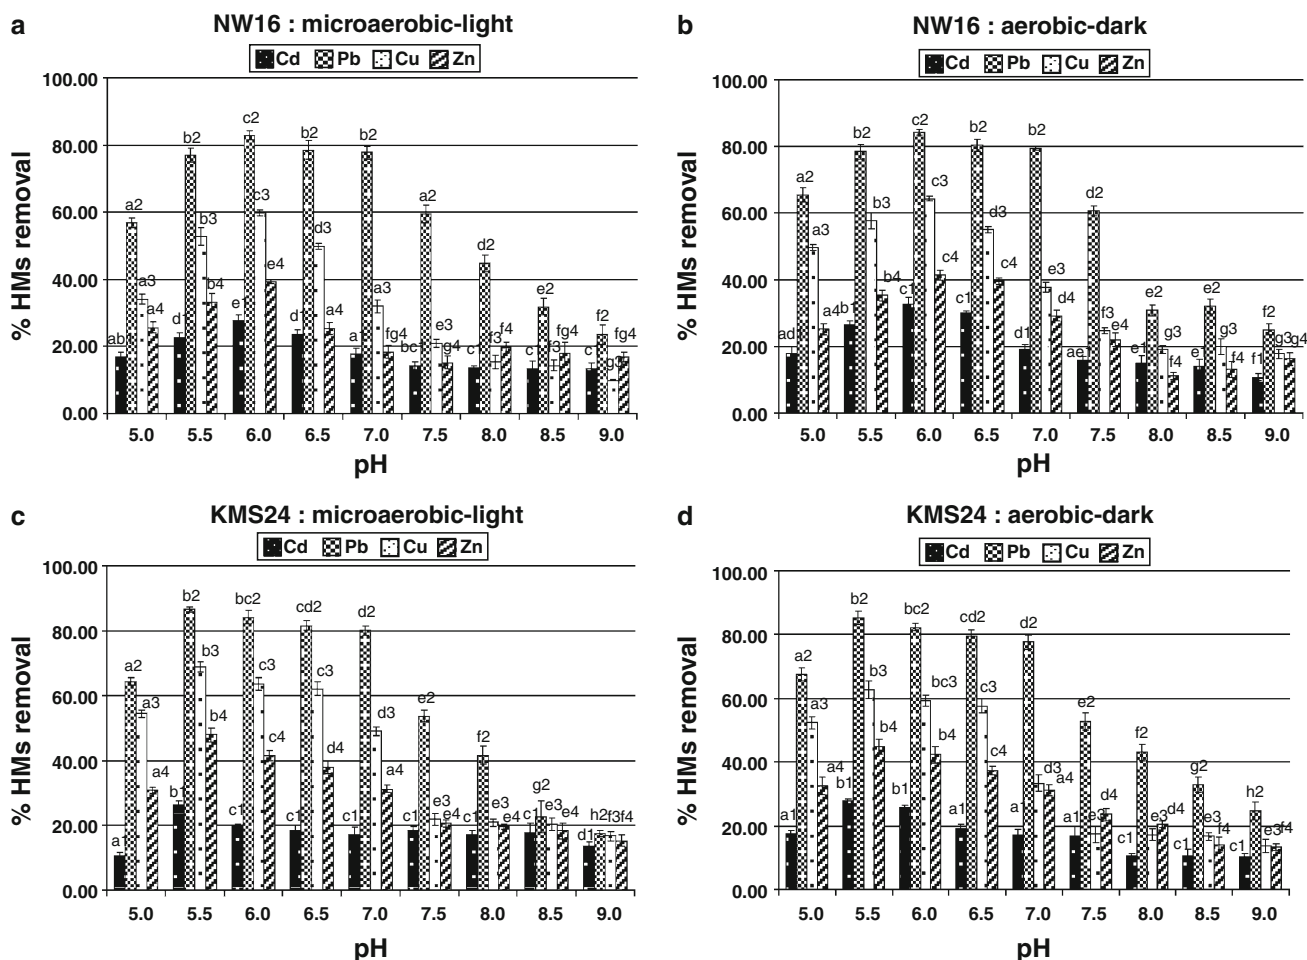 a
NW16 : microaerobic-light
Cd Pb Cu Zn
% HMs removal
100.00
80.00
60.00
40.00
20.00
0.00
ab a2 a3 a4
d1 b2 b3 b4
e1 c2 c3 e4
d1 b2 d3 a4
a1 b2 a3 fg4
bc1 a2 e3 g4
c1 d2 f3 f4
c e2 f3 fg4
c f2 fg4
5.0 5.5 6.0 6.5 7.0 7.5 8.0 8.5 9.0
pH
b
NW16 : aerobic-dark
Cd Pb Cu Zn
% HMs removal
100.00
80.00
60.00
40.00
20.00
0.00
ad a2 a3 a4
b1 b2 b3 b4
c1 c2 c3 c4
c1 b2 d3 c4
d1 b2 e3 d4
ae1 d2 f3 e4
e1 e2 g3 f4
e1 e2 g3 f4
f1 f2 g3 g4
5.0 5.5 6.0 6.5 7.0 7.5 8.0 8.5 9.0
pH
c
KMS24 : microaerobic-light
Cd Pb Cu Zn
% HMs removal
100.00
80.00
60.00
40.00
20.00
0.00
a1 a2 a3 a4
b1 b2 b3 b4
c1 bc2 c3 c4
c1 cd2 c3 d4
c1 d2 d3 a4
c1 e2 e3 e4
c1 f2 e3 e4
c1 g2 e3 e4
d1 h2 f3 f4
5.0 5.5 6.0 6.5 7.0 7.5 8.0 8.5 9.0
pH
d
KMS24 : aerobic-dark
Cd Pb Cu Zn
% HMs removal
100.00
80.00
60.00
40.00
20.00
0.00
a1 a2 a3 a4
b1 b2 b3 b4
b1 bc2 bc3 b4
a1 cd2 c3 c4
a1 d2 d3 a4
a1 e2 e3 d4
c1 f2 e3 d4
c1 g2 e3 f4
c1 h2 e3 f4
5.0 5.5 6.0 6.5 7.0 7.5 8.0 8.5 9.0
pH